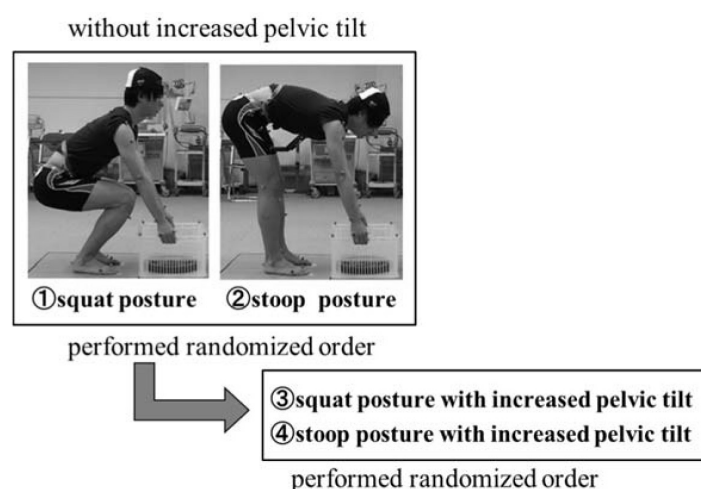 without increased pelvic tilt
①squat posture
②stoop posture
performed randomized order
③squat posture with increased pelvic tilt
④stoop posture with increased pelvic tilt
performed randomized order